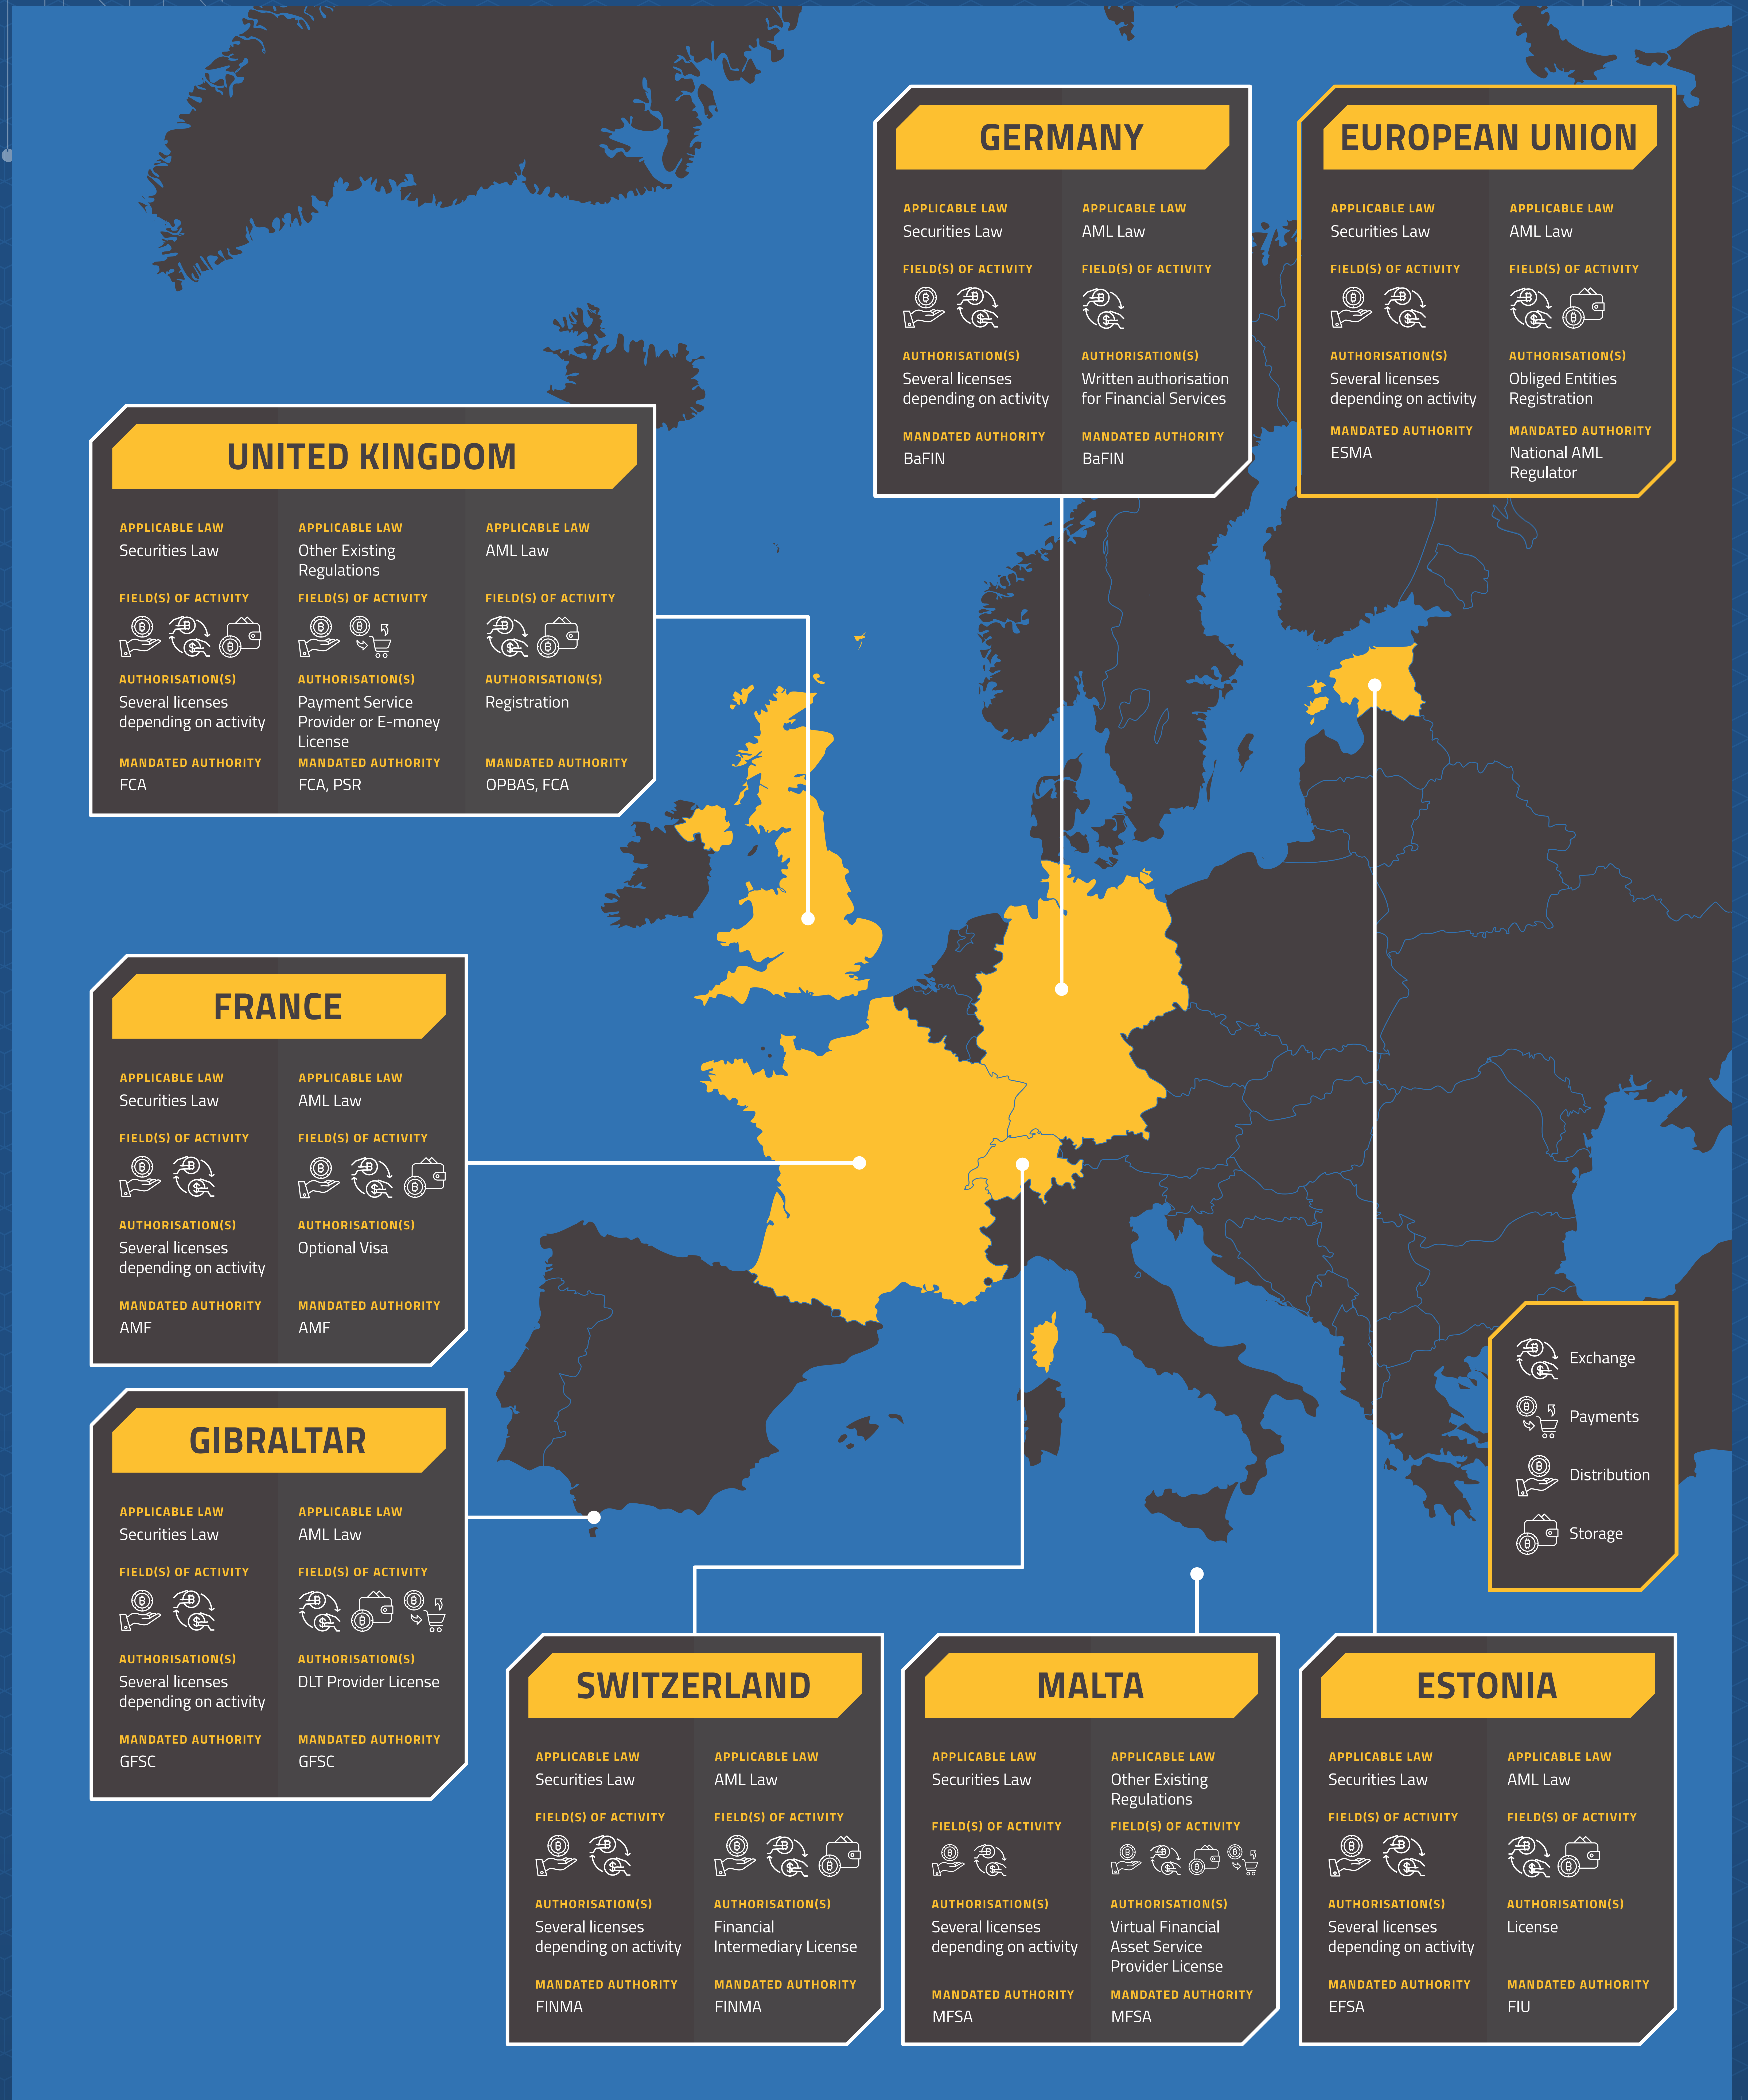 GERMANY
APPLICABLE LAW
Securities Law
FIELD(S) OF ACTIVITY
AUTHORISATION(S)
Several licenses
depending on activity
MANDATED AUTHORITY
BaFIN
APPLICABLE LAW
AML Law
FIELD(S) OF ACTIVITY
AUTHORISATION(S)
Written authorisation
for Financial Services
MANDATED AUTHORITY
BaFIN
EUROPEAN UNION
APPLICABLE LAW
Securities Law
FIELD(S) OF ACTIVITY
AUTHORISATION(S)
Several licenses
depending on activity
MANDATED AUTHORITY
ESMA
APPLICABLE LAW
AML Law
FIELD(S) OF ACTIVITY
AUTHORISATION(S)
Obliged Entities
Registration
MANDATED AUTHORITY
National AML
Regulator
UNITED KINGDOM
APPLICABLE LAW
Securities Law
FIELD(S) OF ACTIVITY
AUTHORISATION(S)
Several licenses
depending on activity
MANDATED AUTHORITY
FCA
APPLICABLE LAW
Other Existing
Regulations
FIELD(S) OF ACTIVITY
AUTHORISATION(S)
Payment Service
Provider or E-money
License
MANDATED AUTHORITY
FCA, PSR
APPLICABLE LAW
AML Law
FIELD(S) OF ACTIVITY
AUTHORISATION(S)
Registration
MANDATED AUTHORITY
OPBAS, FCA
FRANCE
APPLICABLE LAW
Securities Law
FIELD(S) OF ACTIVITY
AUTHORISATION(S)
Several licenses
depending on activity
MANDATED AUTHORITY
AMF
APPLICABLE LAW
AML Law
FIELD(S) OF ACTIVITY
AUTHORISATION(S)
Optional Visa
MANDATED AUTHORITY
AMF
Exchange
Payments
Distribution
Storage
GIBRALTAR
APPLICABLE LAW
Securities Law
FIELD(S) OF ACTIVITY
AUTHORISATION(S)
Several licenses
depending on activity
MANDATED AUTHORITY
GFSC
APPLICABLE LAW
AML Law
FIELD(S) OF ACTIVITY
AUTHORISATION(S)
DLT Provider License
MANDATED AUTHORITY
GFSC
SWITZERLAND
APPLICABLE LAW
Securities Law
FIELD(S) OF ACTIVITY
AUTHORISATION(S)
Several licenses
depending on activity
MANDATED AUTHORITY
FINMA
APPLICABLE LAW
AML Law
FIELD(S) OF ACTIVITY
AUTHORISATION(S)
Financial
Intermediary License
MANDATED AUTHORITY
FINMA
MALTA
APPLICABLE LAW
Securities Law
FIELD(S) OF ACTIVITY
AUTHORISATION(S)
Several licenses
depending on activity
MANDATED AUTHORITY
MFSA
APPLICABLE LAW
Other Existing
Regulations
FIELD(S) OF ACTIVITY
AUTHORISATION(S)
Virtual Financial
Asset Service
Provider License
MANDATED AUTHORITY
MFSA
ESTONIA
APPLICABLE LAW
Securities Law
FIELD(S) OF ACTIVITY
AUTHORISATION(S)
Several licenses
depending on activity
MANDATED AUTHORITY
EFSA
APPLICABLE LAW
AML Law
FIELD(S) OF ACTIVITY
AUTHORISATION(S)
License
MANDATED AUTHORITY
FIU